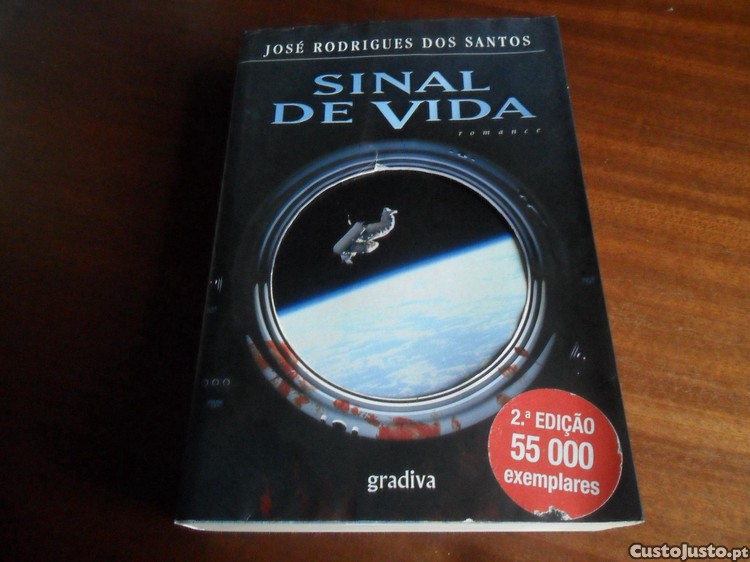 JOSÉ RODRIGUES DOS SANTOS
SINAL
DE VIDA
romance
2.ª EDIÇÃO
55 000
exemplares
gradiva
CustoJusto.pt